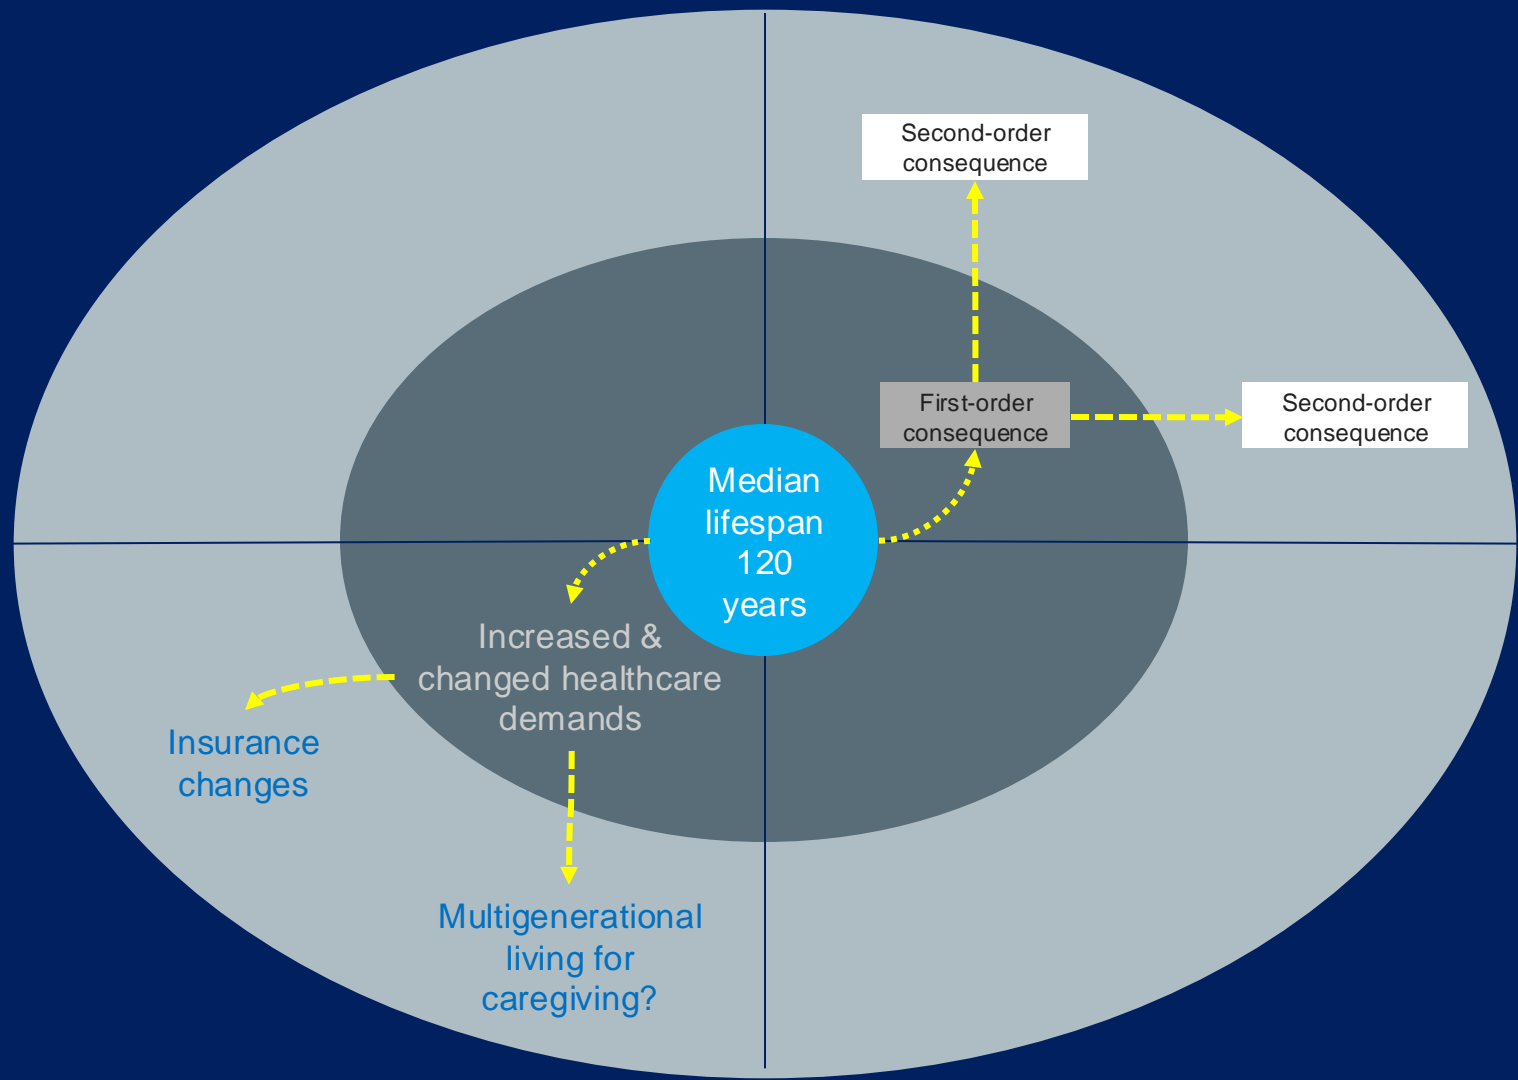 Second-order
consequence
First-order
consequence
Second-order
consequence
Median
lifespan
120
years
Increased &
changed healthcare
demands
Insurance
changes
Multigenerational
living for
caregiving?